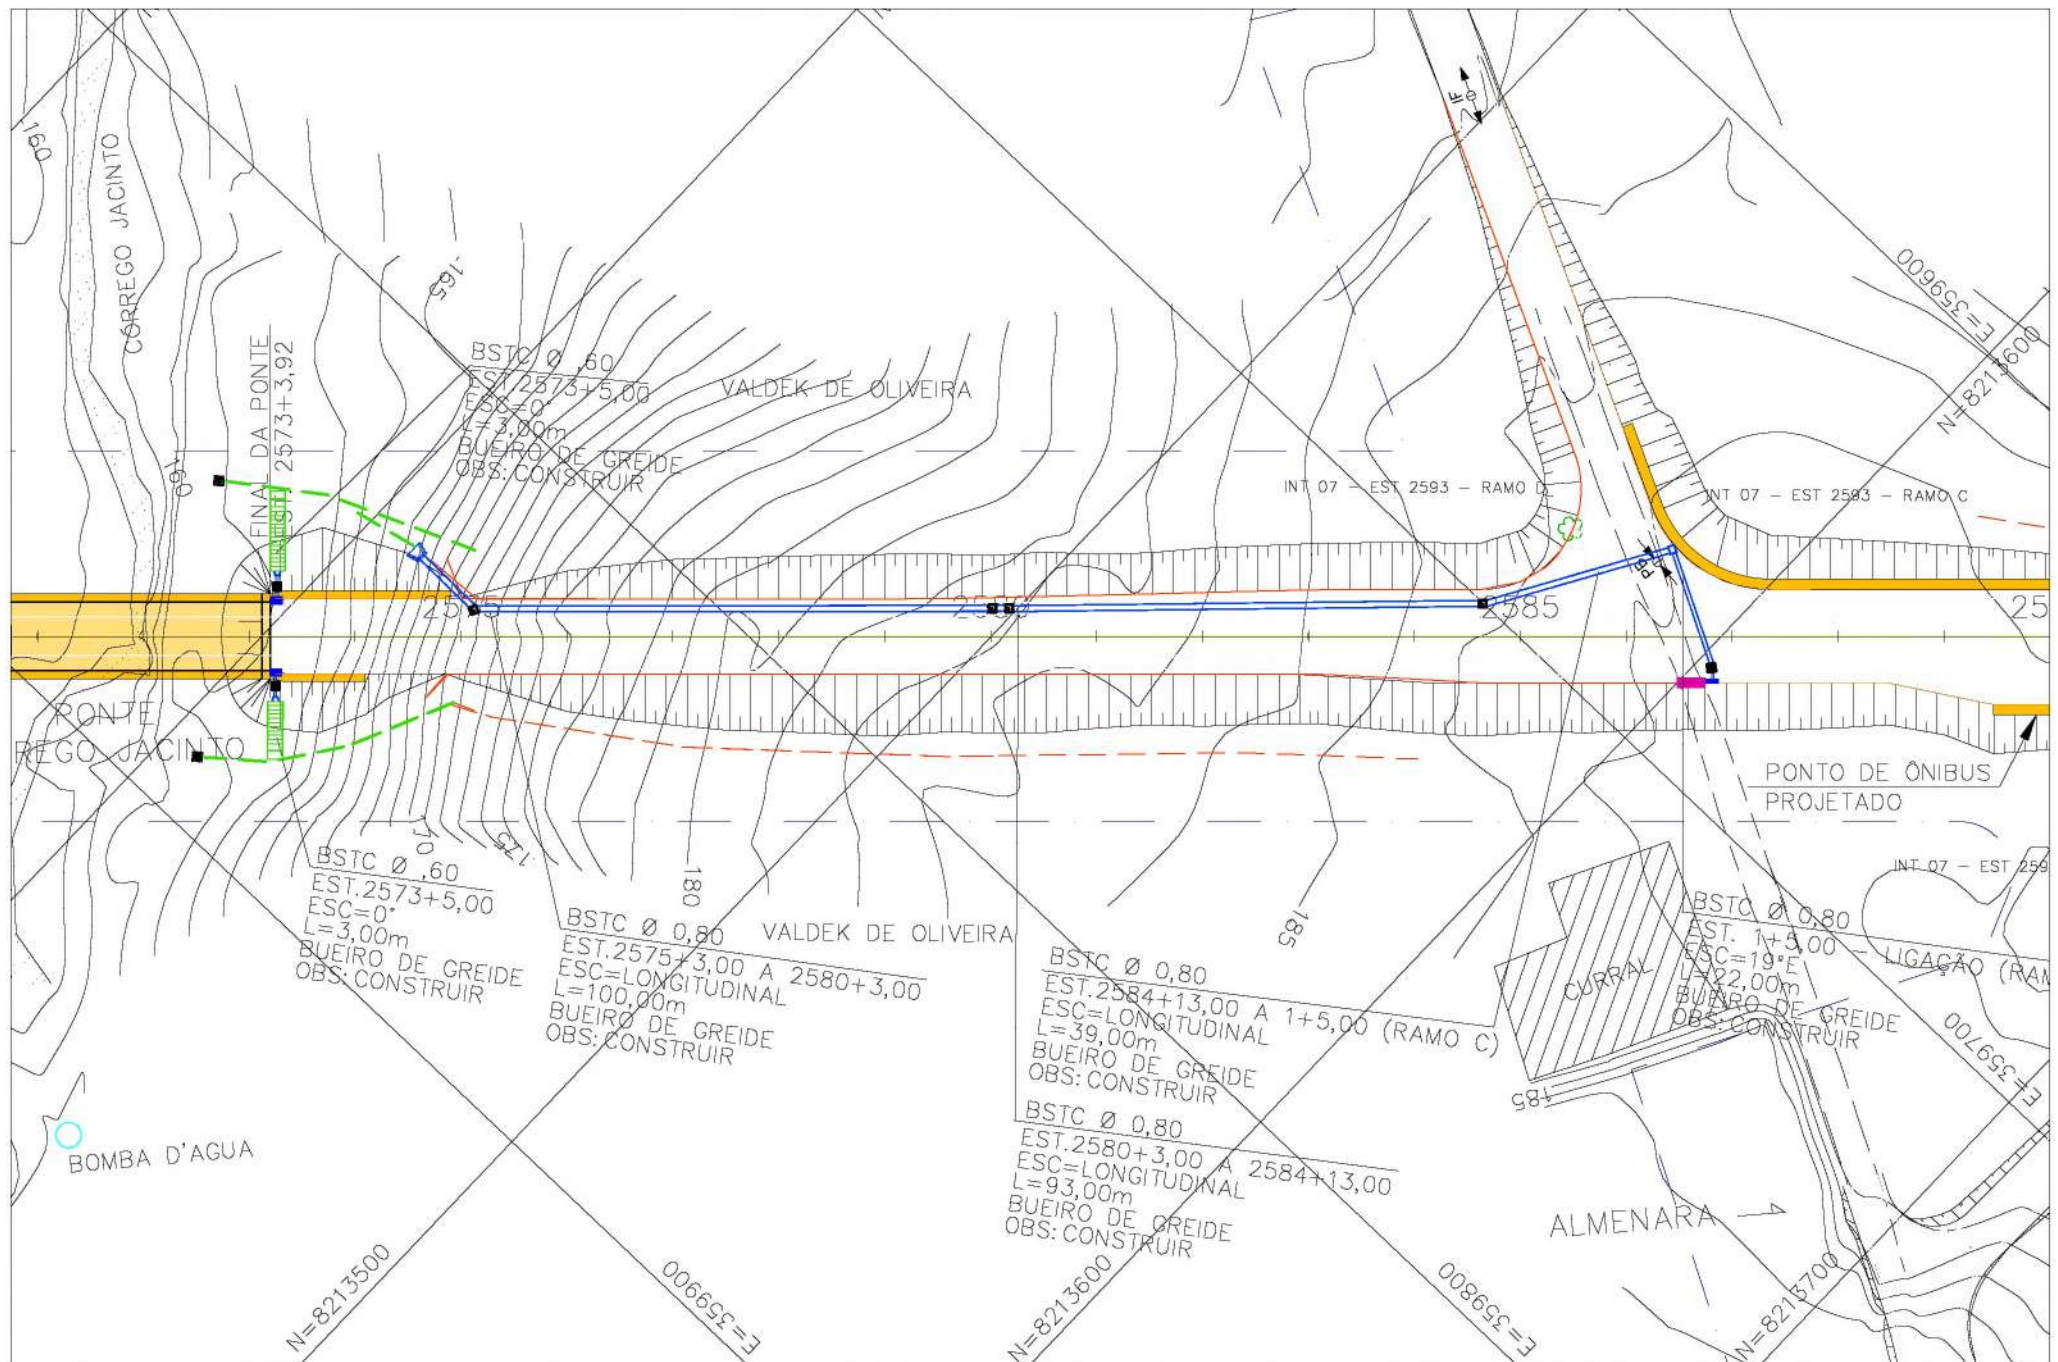 160
CÓRREGO JACINTO
FINAL DA PONTE
EST. 2573+3,92
160
165
BSTC Ø ,60
EST.2573+5,00
ESC=0°
L=3,00m
BUEIRO DE GREIDE
OBS: CONSTRUIR
VALDEK DE OLIVEIRA
IF
INT 07 - EST 2593 - RAMO D
INT 07 - EST 2593 - RAMO C
E=359600
N=8213600
2575
2580
2585
25
PONTE
REGO JACINTO
PONTO DE ÔNIBUS
PROJETADO
INT 07 - EST 259
175
180
185
BSTC Ø ,60
EST.2573+5,00
ESC=0°
L=3,00m
BUEIRO DE GREIDE
OBS: CONSTRUIR
BSTC Ø 0,80
EST.2575+3,00 A 2580+3,00
ESC=LONGITUDINAL
L=100,00m
BUEIRO DE GREIDE
OBS: CONSTRUIR
VALDEK DE OLIVEIRA
BSTC Ø 0,80
EST.2584+13,00 A 1+5,00 (RAMO C)
ESC=LONGITUDINAL
L=39,00m
BUEIRO DE GREIDE
OBS: CONSTRUIR
BSTC Ø 0,80
EST.2580+3,00 A 2584+13,00
ESC=LONGITUDINAL
L=93,00m
BUEIRO DE GREIDE
OBS: CONSTRUIR
CURRAL
BSTC Ø 0,80
EST. 1+5,00 - LIGAÇÃO (RAM
ESC=19°E
L=22,00m
BUEIRO DE GREIDE
OBS: CONSTRUIR
185
E=359700
BOMBA D'AGUA
ALMENARA
N=8213500
E=359900
N=8213600
E=359800
N=8213700